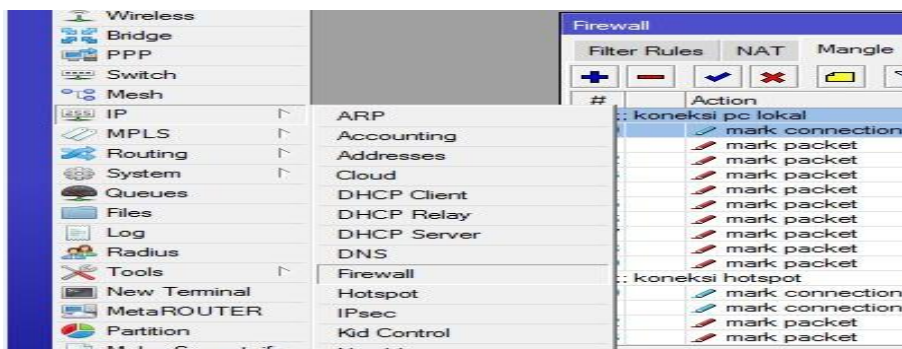 Wireless
Bridge
PPP
Switch
Mesh
IP
MPLS
Routing
System
Queues
Files
Log
Radius
Tools
New Terminal
MetaROUTER
Partition
ARP
Accounting
Addresses
Cloud
DHCP Client
DHCP Relay
DHCP Server
DNS
Firewall
Hotspot
IPsec
Kid Control
Firewall
Filter Rules NAT Mangle
# Action
::: koneksi pc lokal
mark connection
mark packet
mark packet
mark packet
mark packet
mark packet
mark packet
mark packet
mark packet
mark packet
::: koneksi hotspot
mark connection
mark connection
mark packet
mark packet